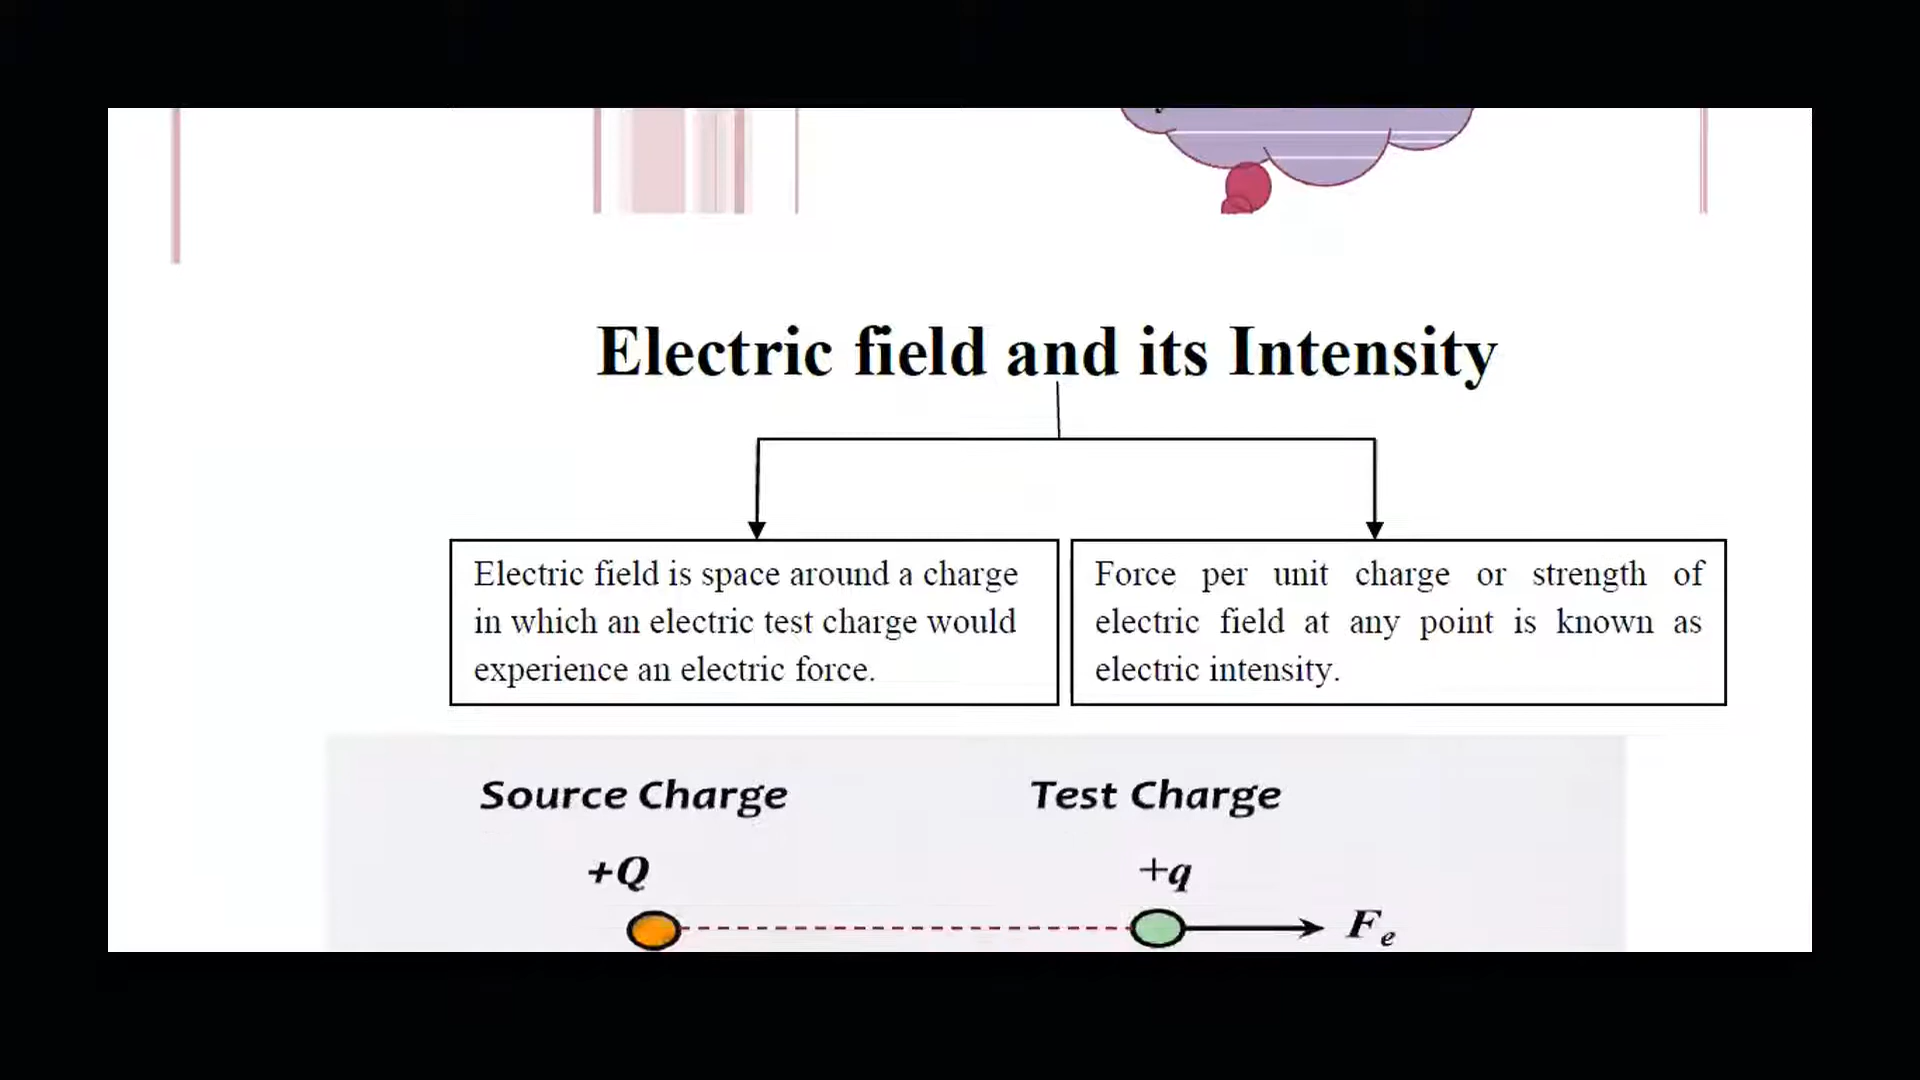 Electric field and its Intensity
Electric field is space around a charge
in which an electric test charge would
experience an electric force.
Force per unit charge or strength of
electric field at any point is known as
electric intensity.
Source Charge
Test Charge
+Q
+q
Fe